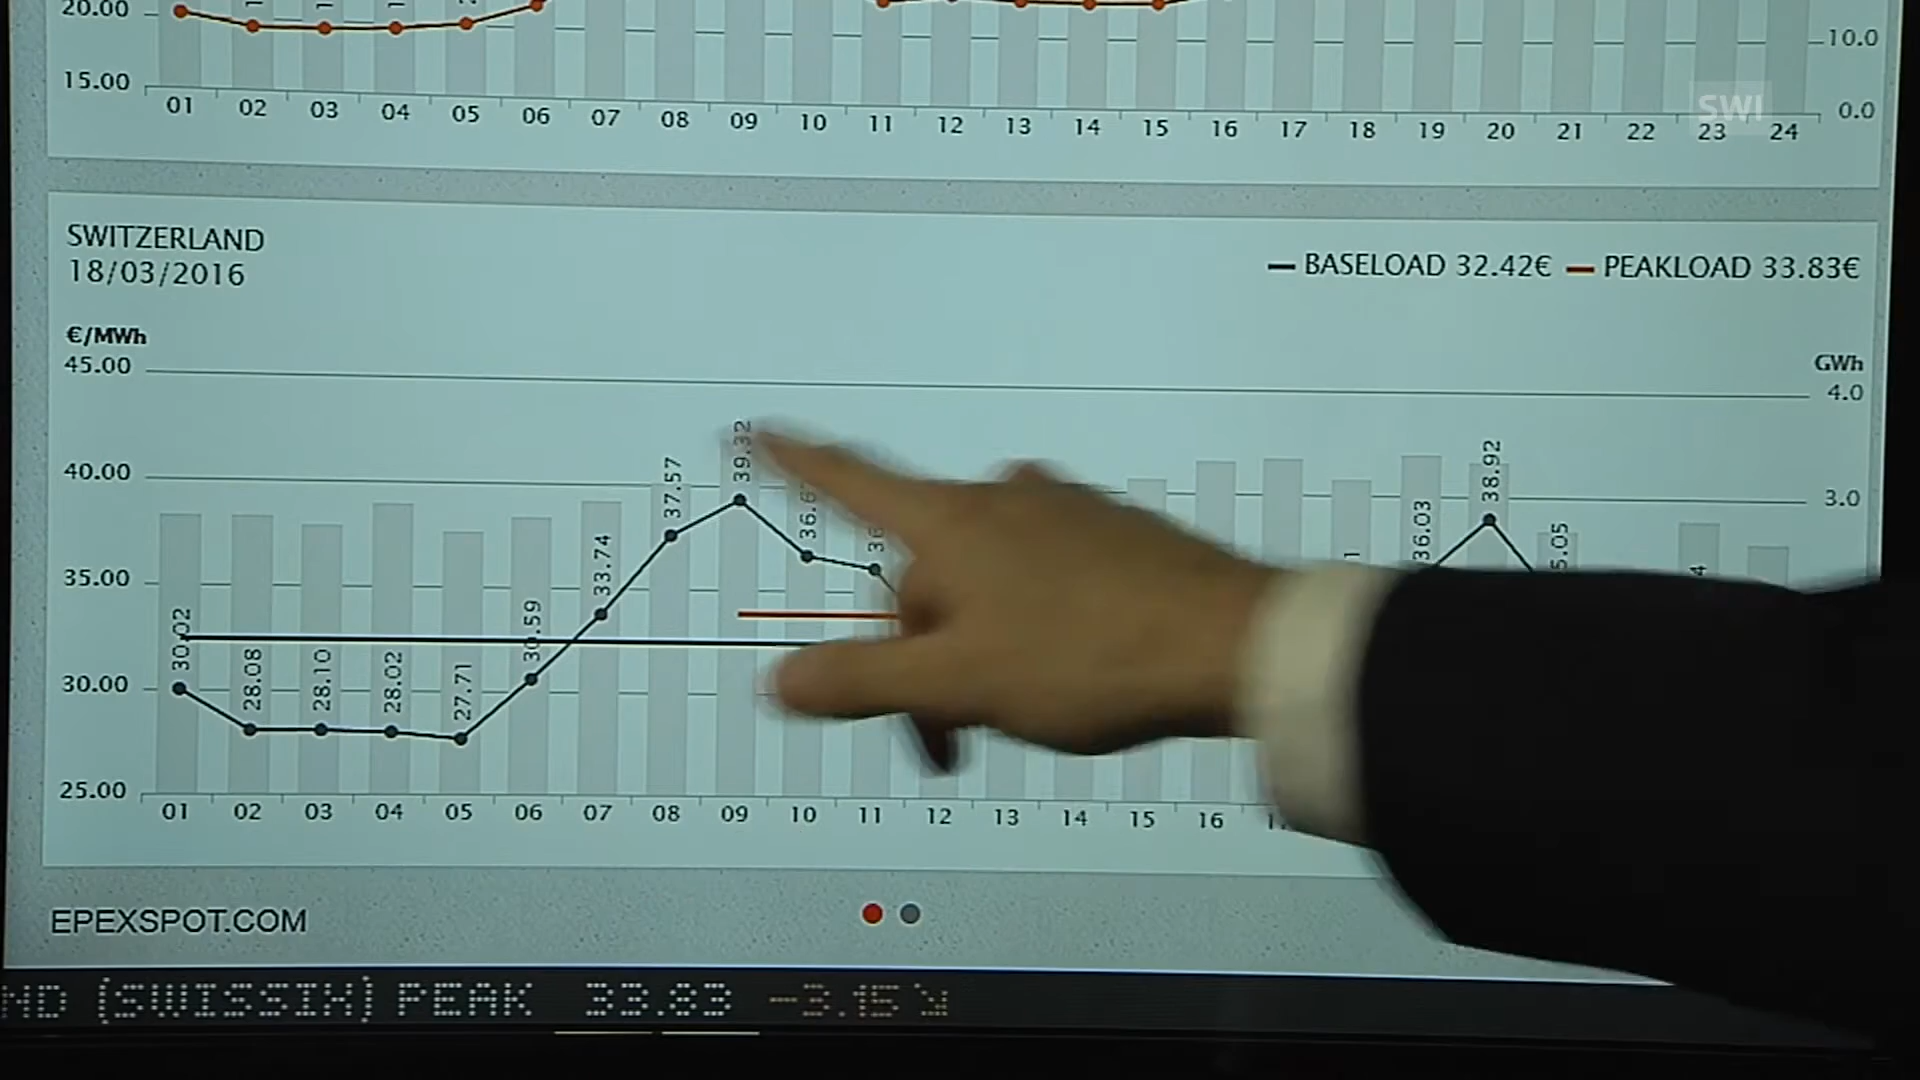 20.00
10.0
15.00
0.0
01 02 03 04 05 06 07 08 09 10 11 12 13 14 15 16 17 18 19 20 21 22 23 24
SWI
SWITZERLAND
18/03/2016
BASELOAD 32.42€ PEAKLOAD 33.83€
€/MWh
GWh
45.00
4.0
40.00
3.0
35.00
30.00
25.00
30.02 28.08 28.10 28.02 27.71 30.59 33.74 37.57 39.32 36.03 38.92
01 02 03 04 05 06 07 08 09 10 11 12 13 14 15 16
EPEXSPOT.COM
(SWISSIX) PEAK 33.83 -3.15